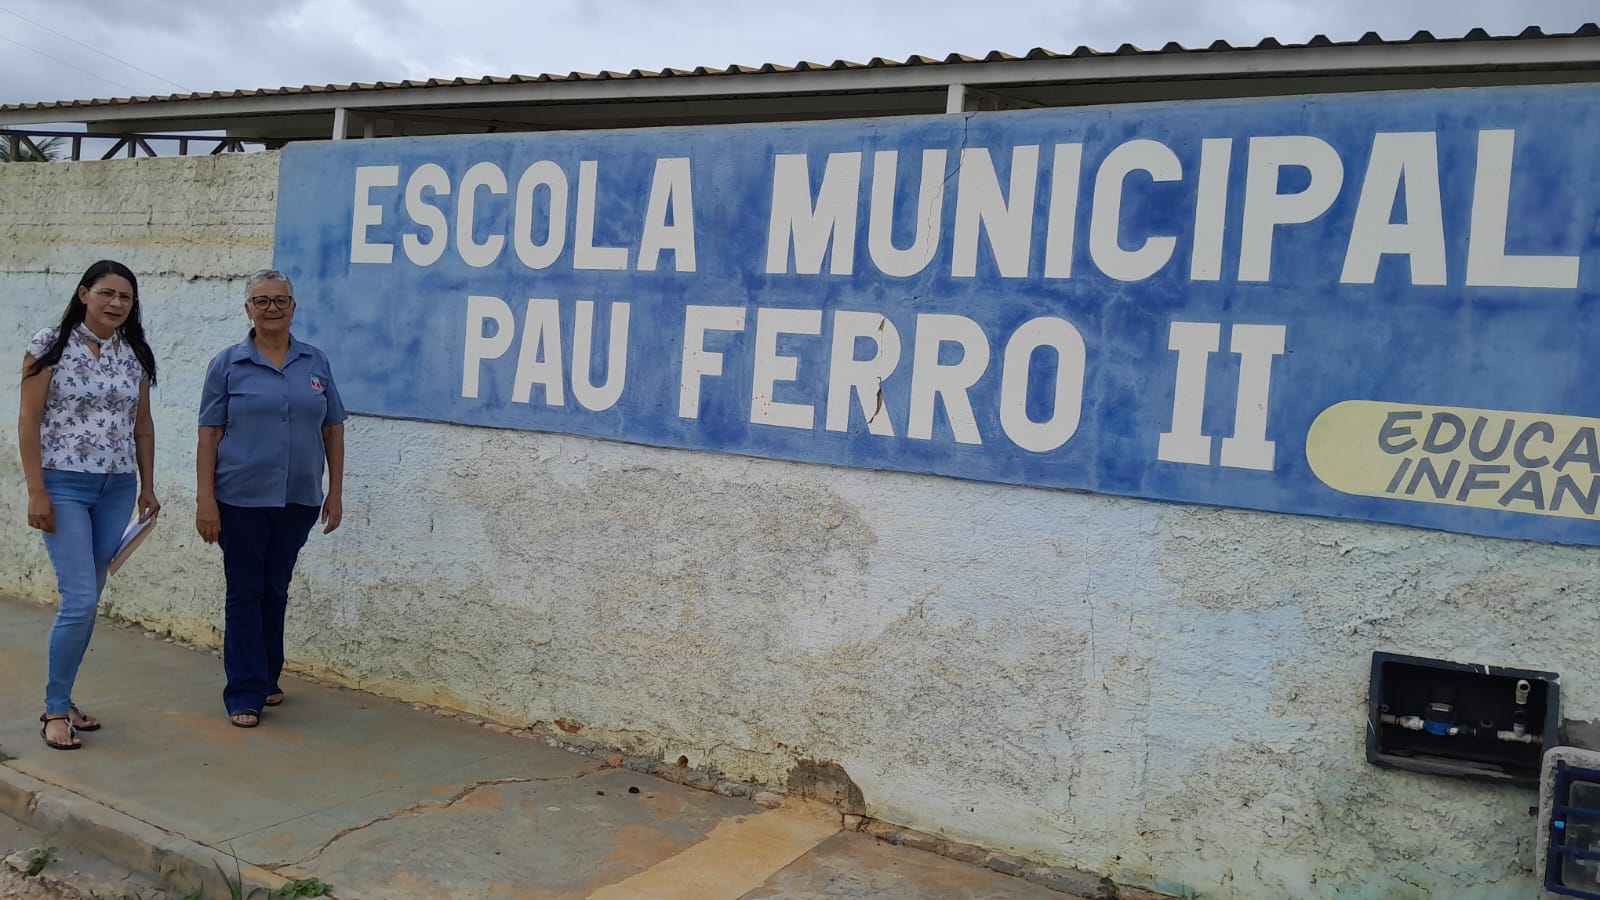 ESCOLA MUNICIPAL
PAU FERRO II
EDUCA
INFAN